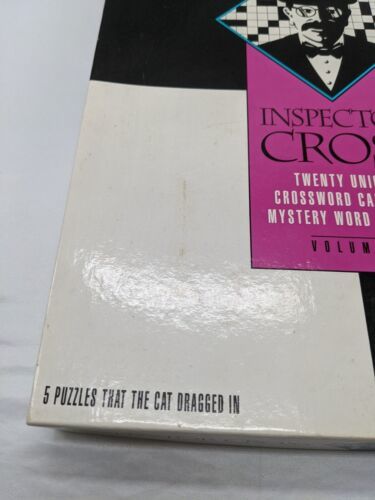 INSPECTO
CROS
TWENTY UNI
CROSSWORD CA
MYSTERY WORD
VOLUM
5 PUZZLES THAT THE CAT DRAGGED IN